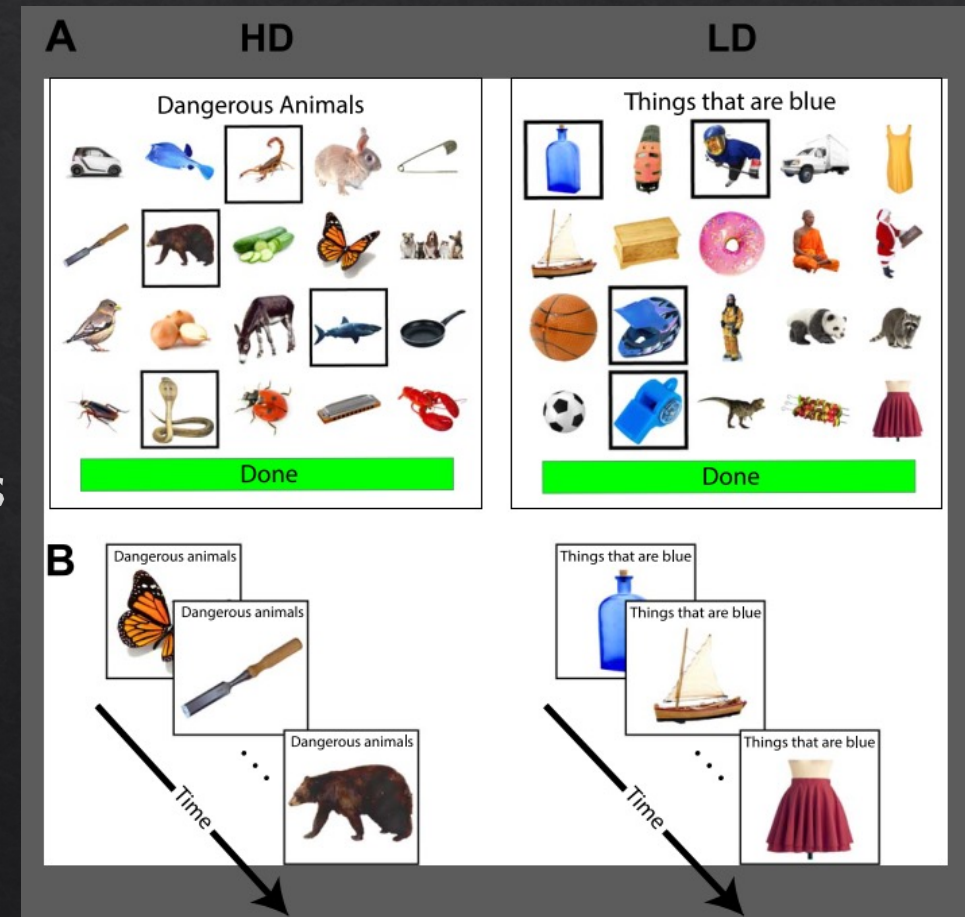 A
HD
LD
Dangerous Animals
Things that are blue
Done
Done
s
B
Dangerous animals
Dangerous animals
Dangerous animals
Time
Things that are blue
Things that are blue
Things that are blue
Time